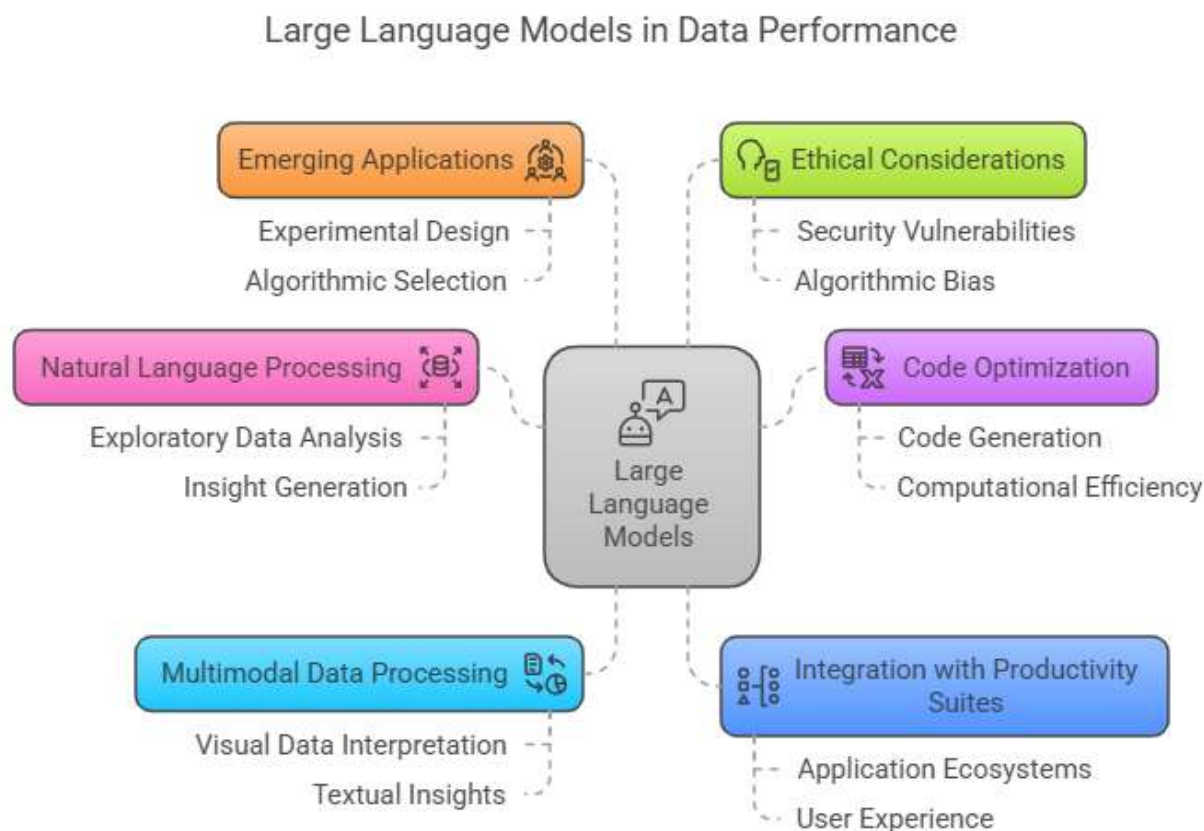 Large Language Models in Data Performance
Emerging Applications
Experimental Design
Algorithmic Selection
Ethical Considerations
Security Vulnerabilities
Algorithmic Bias
Natural Language Processing
Exploratory Data Analysis
Insight Generation
A
Large
Language
Models
Code Optimization
Code Generation
Computational Efficiency
Multimodal Data Processing
Visual Data Interpretation
Textual Insights
Integration with Productivity
Suites
Application Ecosystems
User Experience